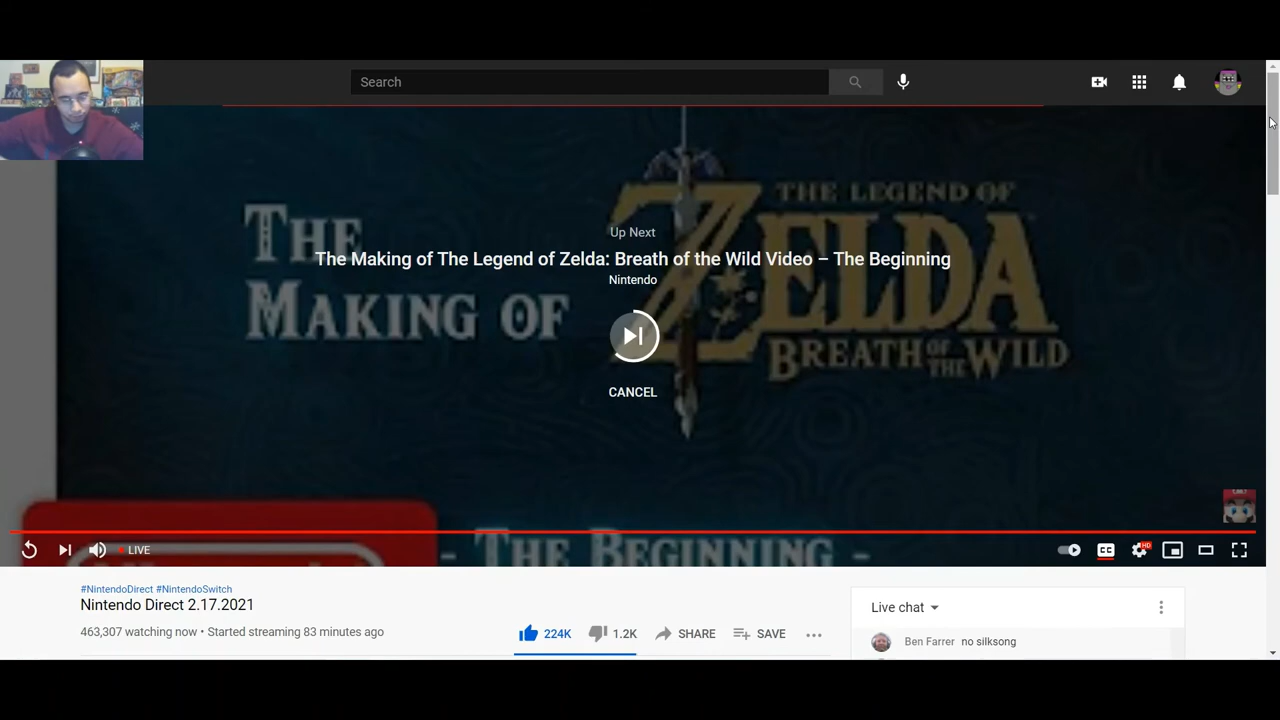 Search
THE LEGEND OF
THE
ZELDA
Up Next
The Making of The Legend of Zelda: Breath of the Wild Video – The Beginning
Nintendo
MAKING OF
BREATH OF THE WILD
CANCEL
- THE BEGINNING -
LIVE
CC
HD
#NintendoDirect #NintendoSwitch
Nintendo Direct 2.17.2021
463,307 watching now • Started streaming 83 minutes ago
224K
1.2K
SHARE
SAVE
Live chat
Ben Farrer no silksong